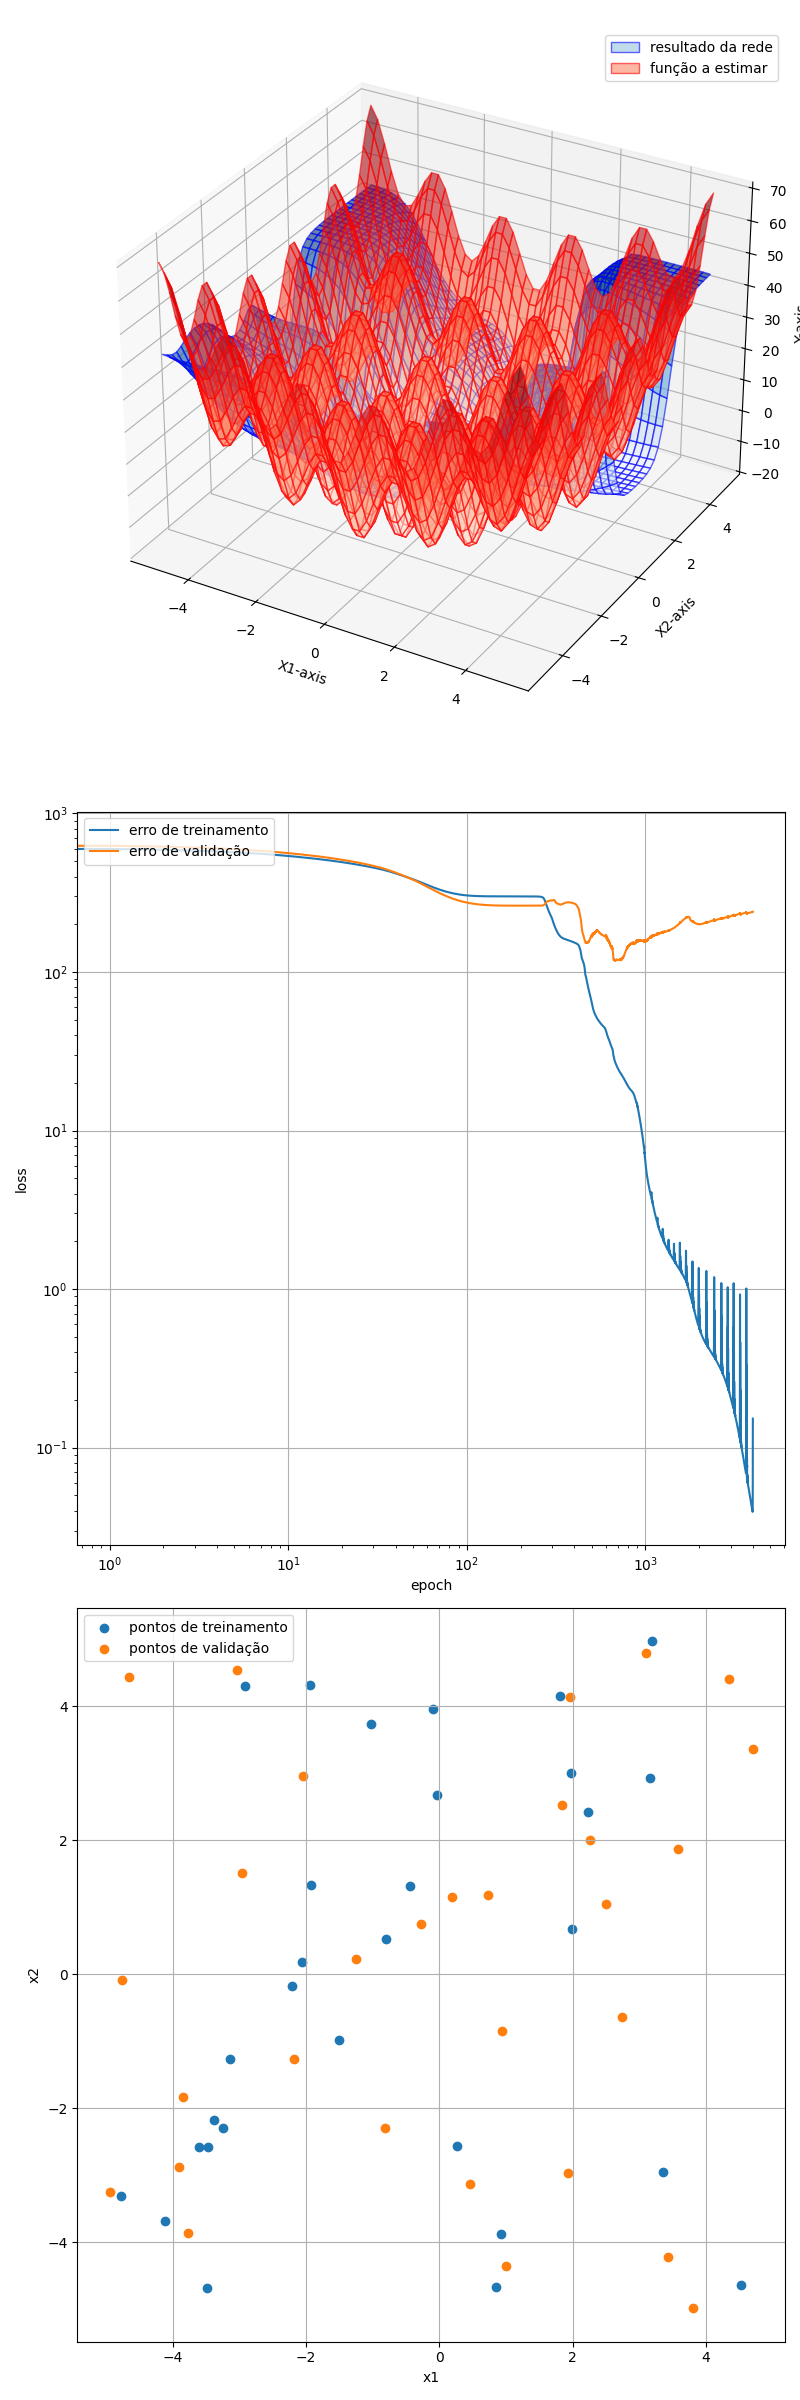 resultado da rede
função a estimar
70
60
50
40
30
20
10
0
−10
−20
4
2
0
−2
−4
X2-axis
−4
−2
0
2
4
X1-axis
10³
10²
10¹
10⁰
10⁻¹
loss
erro de treinamento
erro de validação
10⁰ 10¹ 10² 10³
epoch
pontos de treinamento
pontos de validação
4
2
0
−2
−4
x2
−4 −2 0 2 4
x1